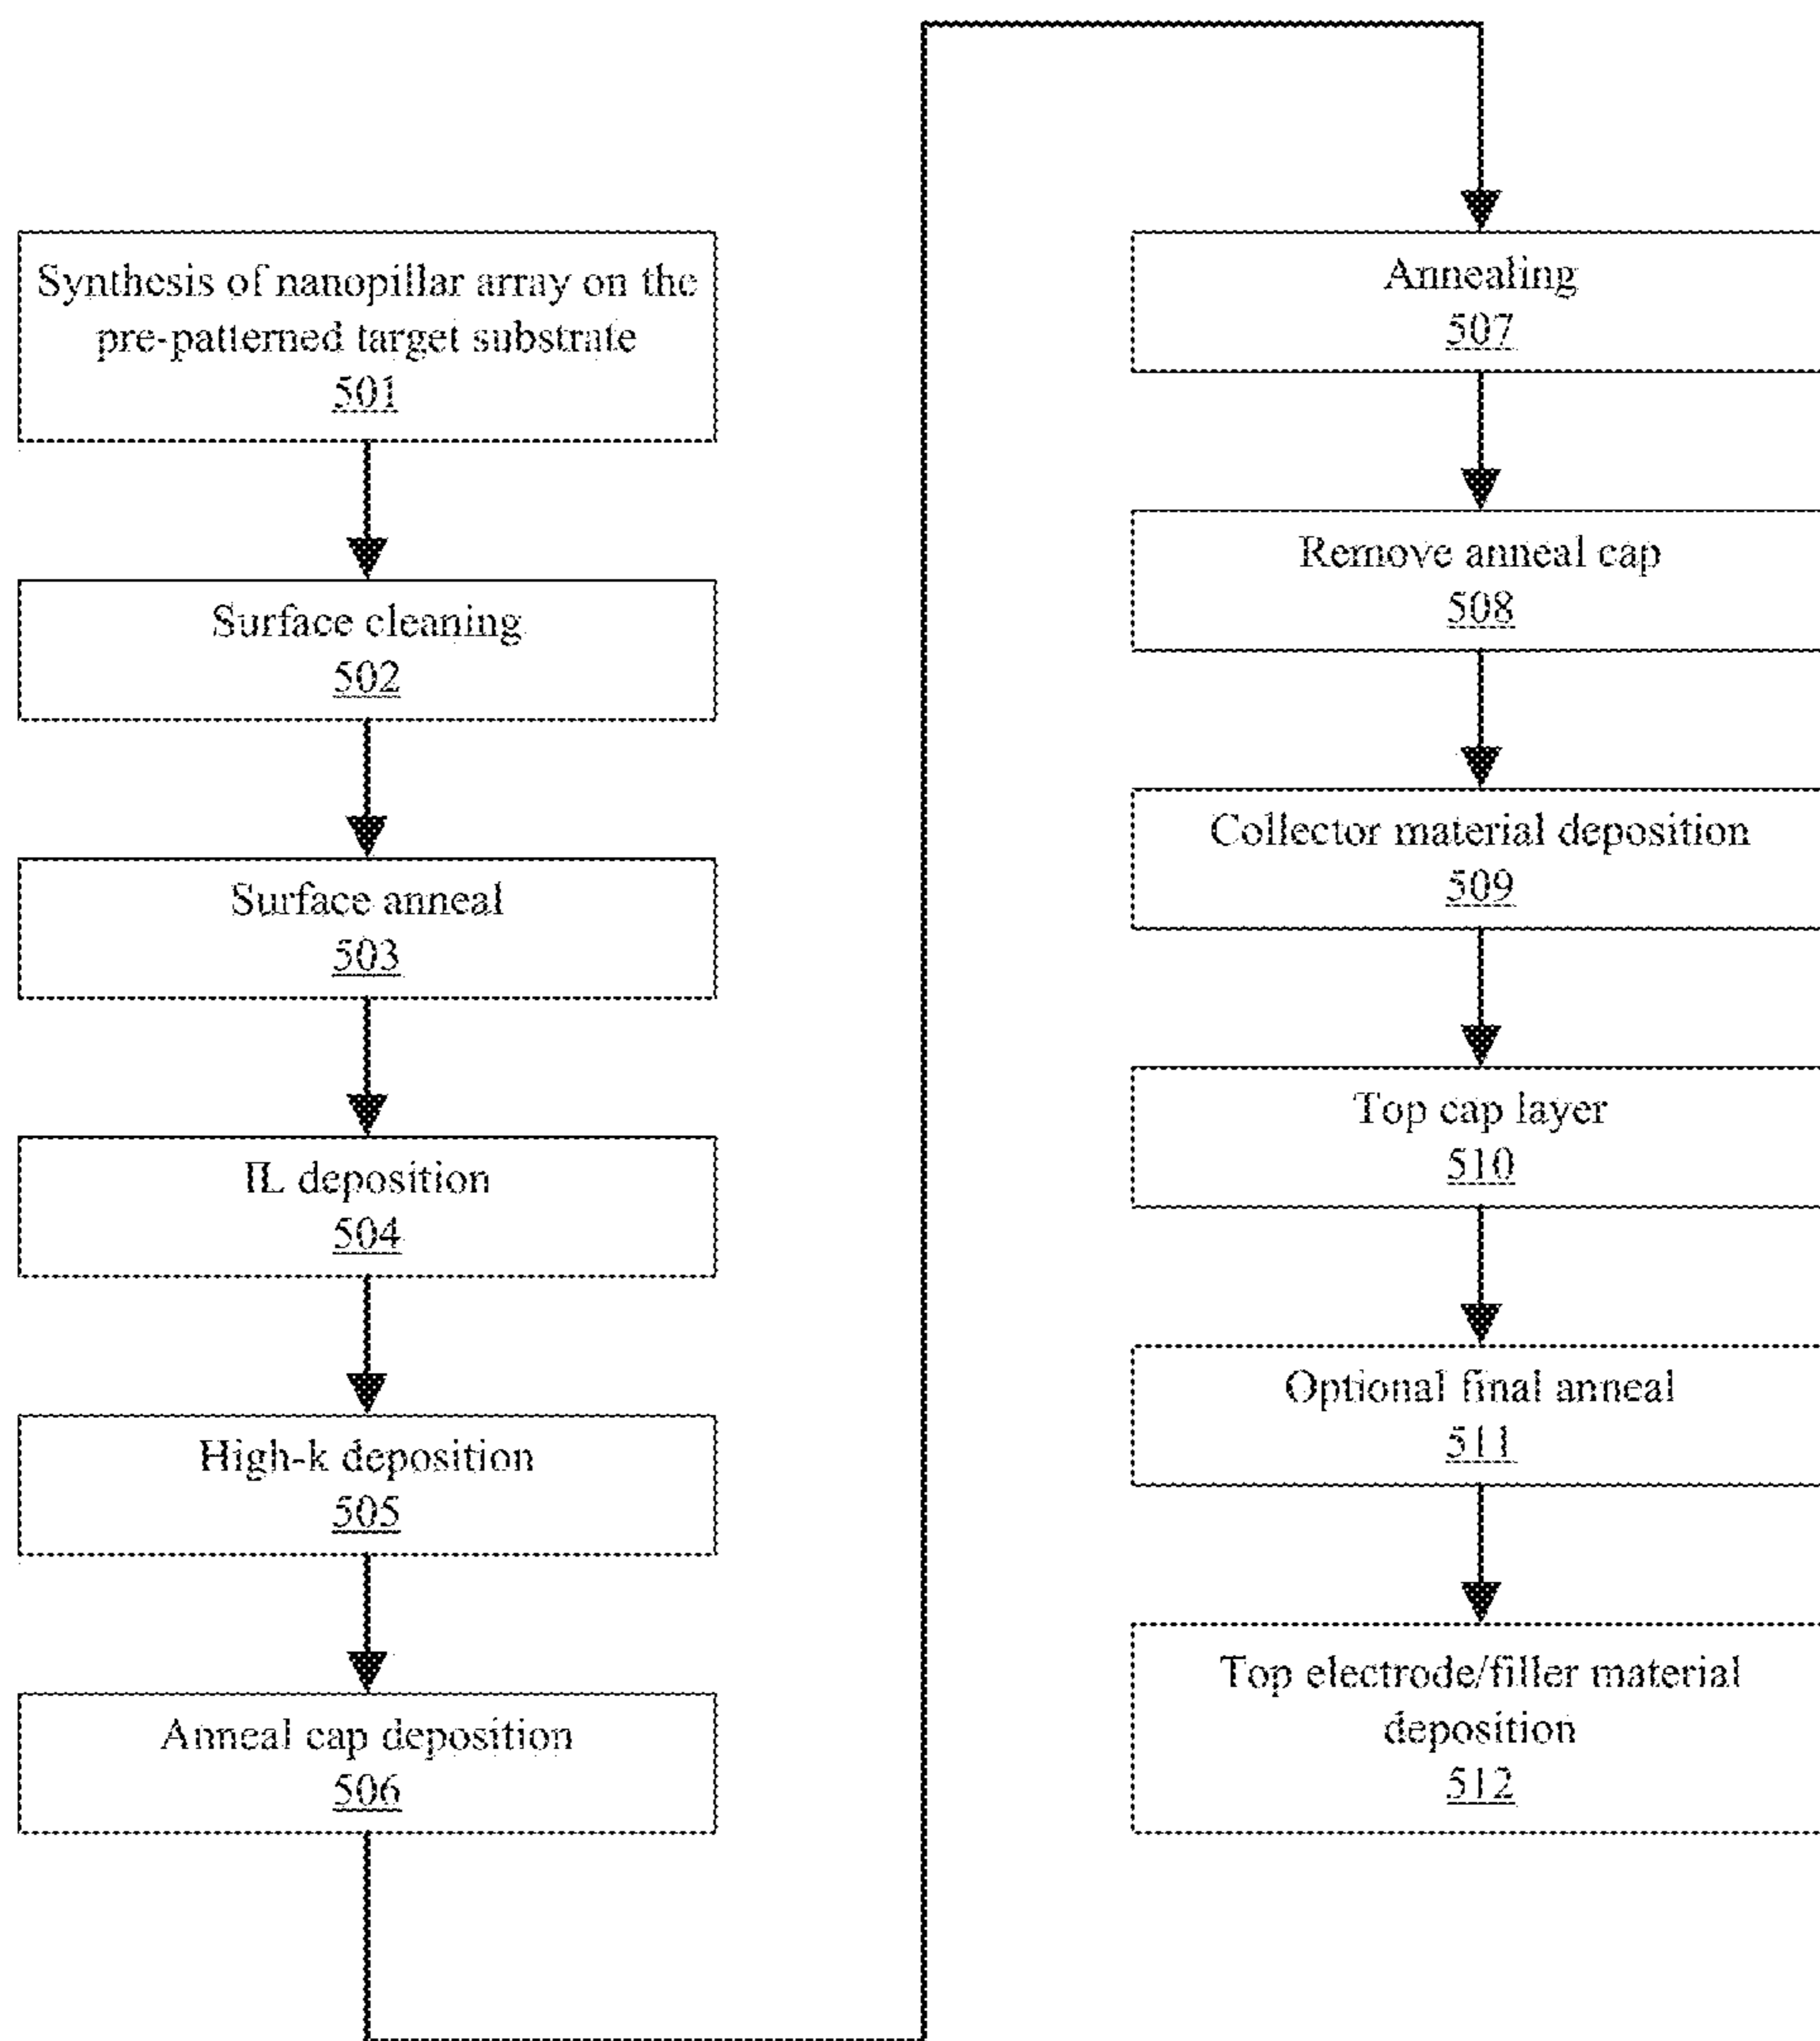 Synthesis of nanopillar array on the
pre-patterned target substrate
501
Surface cleaning
502
Surface anneal
503
IL deposition
504
High-k deposition
505
Anneal cap deposition
506
Annealing
507
Remove anneal cap
508
Collector material deposition
509
Top cap layer
510
Optional final anneal
511
Top electrode/filler material
deposition
512